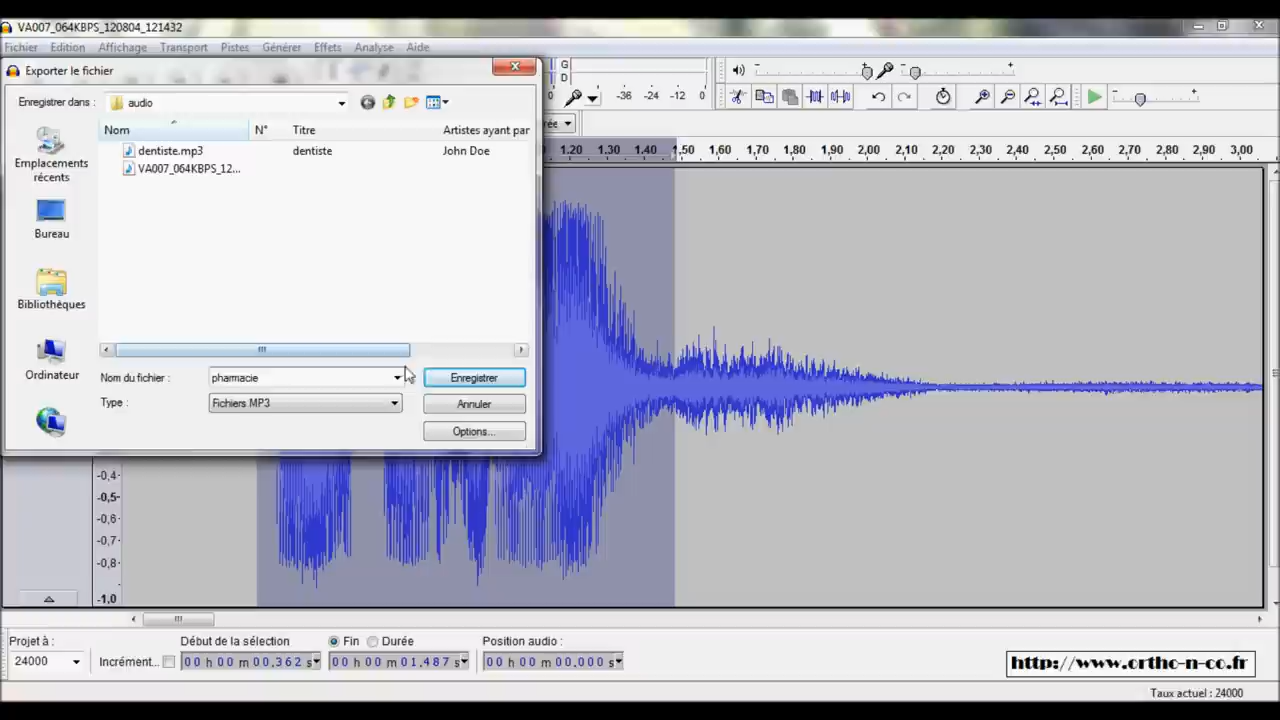 VA007_064KBPS_120804_121432
Fichier Edition Affichage Transport Pistes Générer Effets Analyse Aide
Exporter le fichier
Enregistrer dans : audio
Nom N° Titre Artistes ayant par
dentiste.mp3 dentiste John Doe
VA007_064KBPS_12...
Emplacements
récents
Bureau
Bibliothèques
Ordinateur
Nom du fichier : pharmacie Enregistrer
Type : Fichiers MP3 Annuler
Options...
G
D
0 -36 -24 -12 0
rée
1.20 1.30 1.40 1,50 1,60 1,70 1,80 1,90 2,00 2,10 2,20 2,30 2,40 2,50 2,60 2,70 2,80 2,90 3,00
-0,4
-0,5
-0,6
-0,7
-0,8
-1,0
Projet à : Début de la sélection Fin Durée Position audio :
24000 Incrément... 00 h 00 m 00.362 s 00 h 00 m 01.487 s 00 h 00 m 00.000 s
http://www.ortho-n-co.fr
Taux actuel : 24000